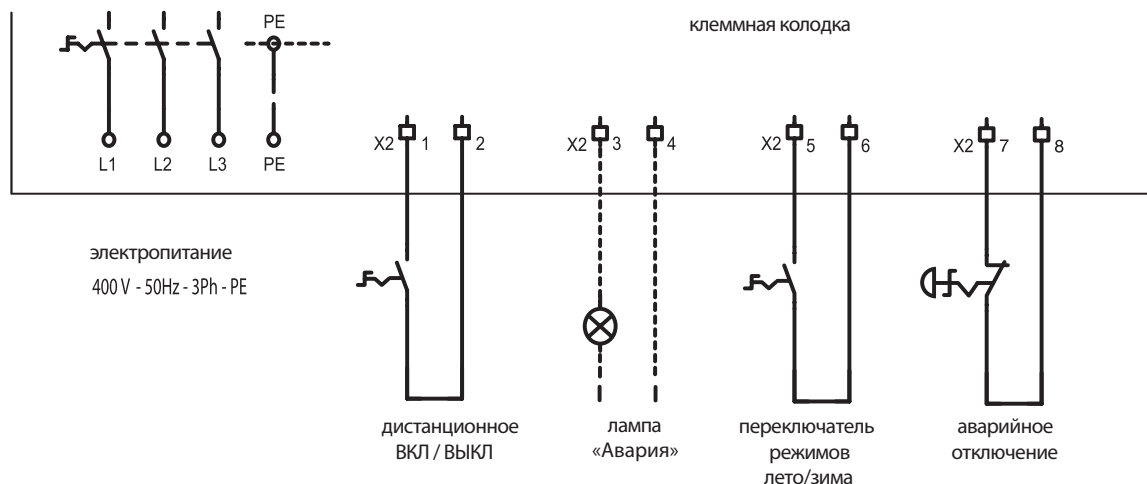 PE
клеммная колодка
X2 1 2 X2 3 4 X2 5 6 X2 7 8
L1 L2 L3 PE
электропитание
400 V - 50Hz - 3Ph - PE
дистанционное
ВКЛ / ВЫКЛ
лампа
«Авария»
переключатель
режимов
лето/зима
аварийное
отключение